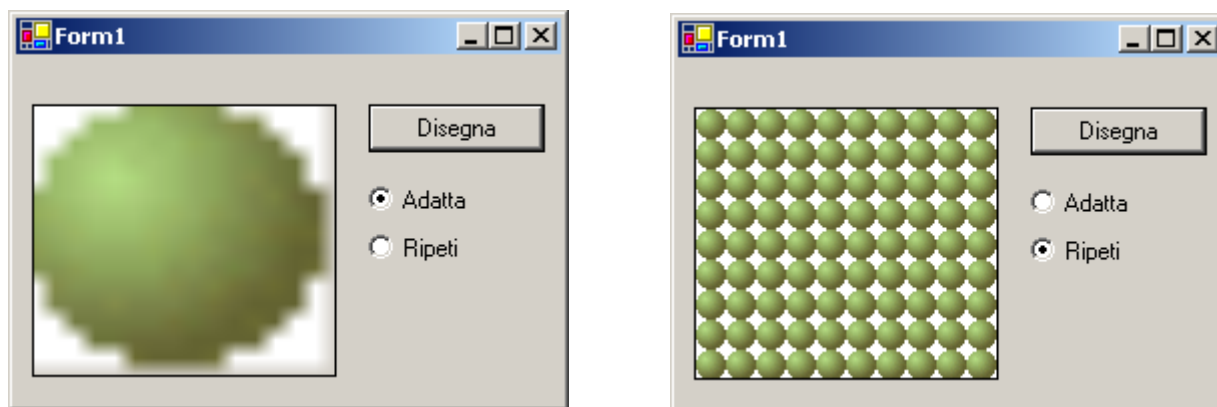 Form1
Disegna
Adatta
Ripeti
Form1
Disegna
Adatta
Ripeti